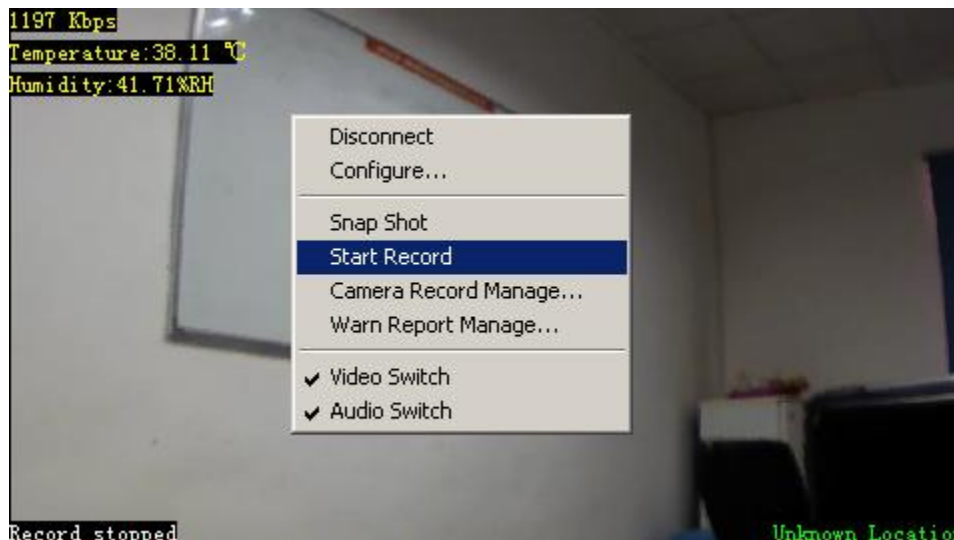 1197 Kbps
Temperature:38.11 ℃
Humidity:41.71%RH
Disconnect
Configure...
Snap Shot
Start Record
Camera Record Manage...
Warn Report Manage...
Video Switch
Audio Switch
Record stopped
Unknown Locatio